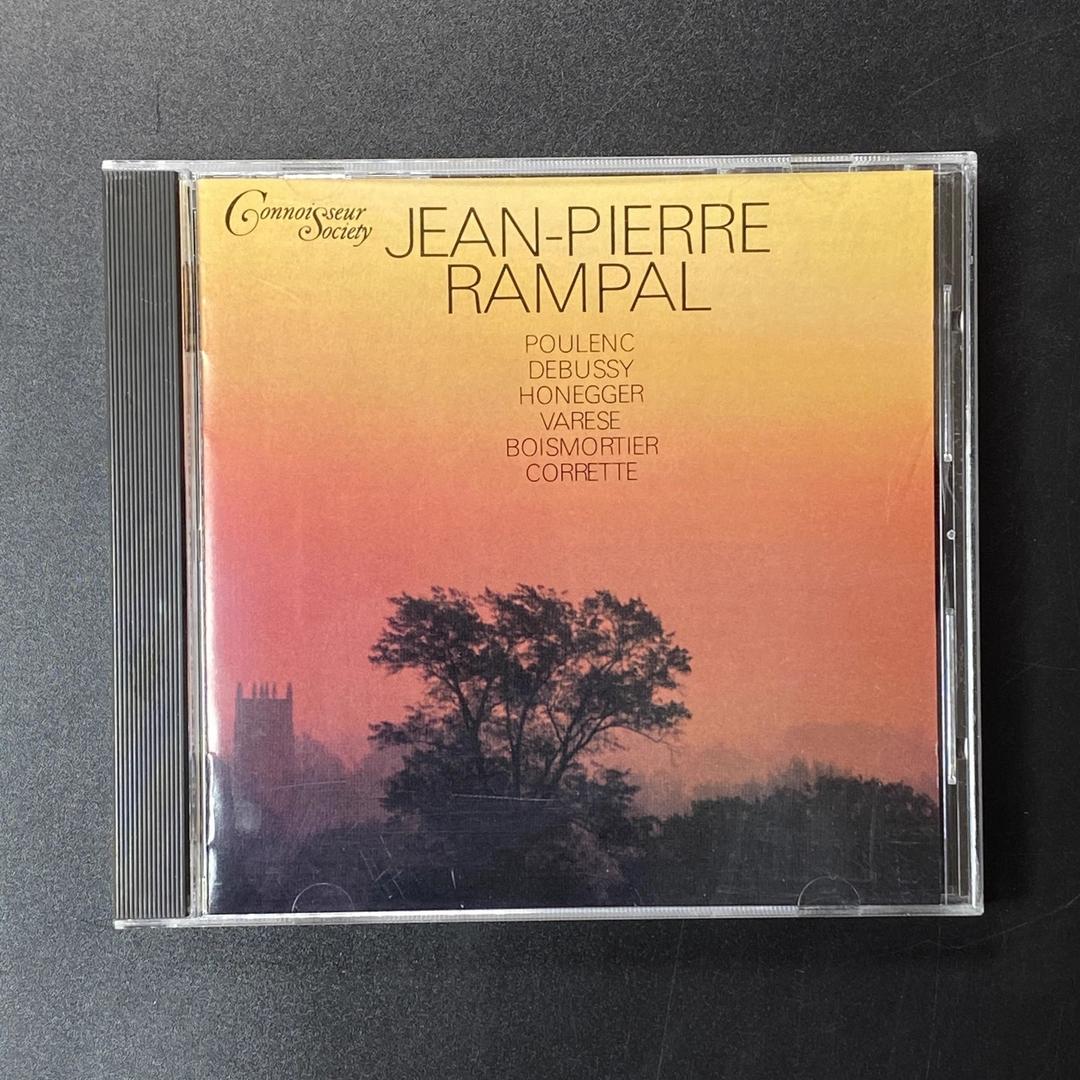 Connoisseur
Society
JEAN-PIERRE
RAMPAL
POULENC
DEBUSSY
HONEGGER
VARESE
BOISMORTIER
CORRETTE